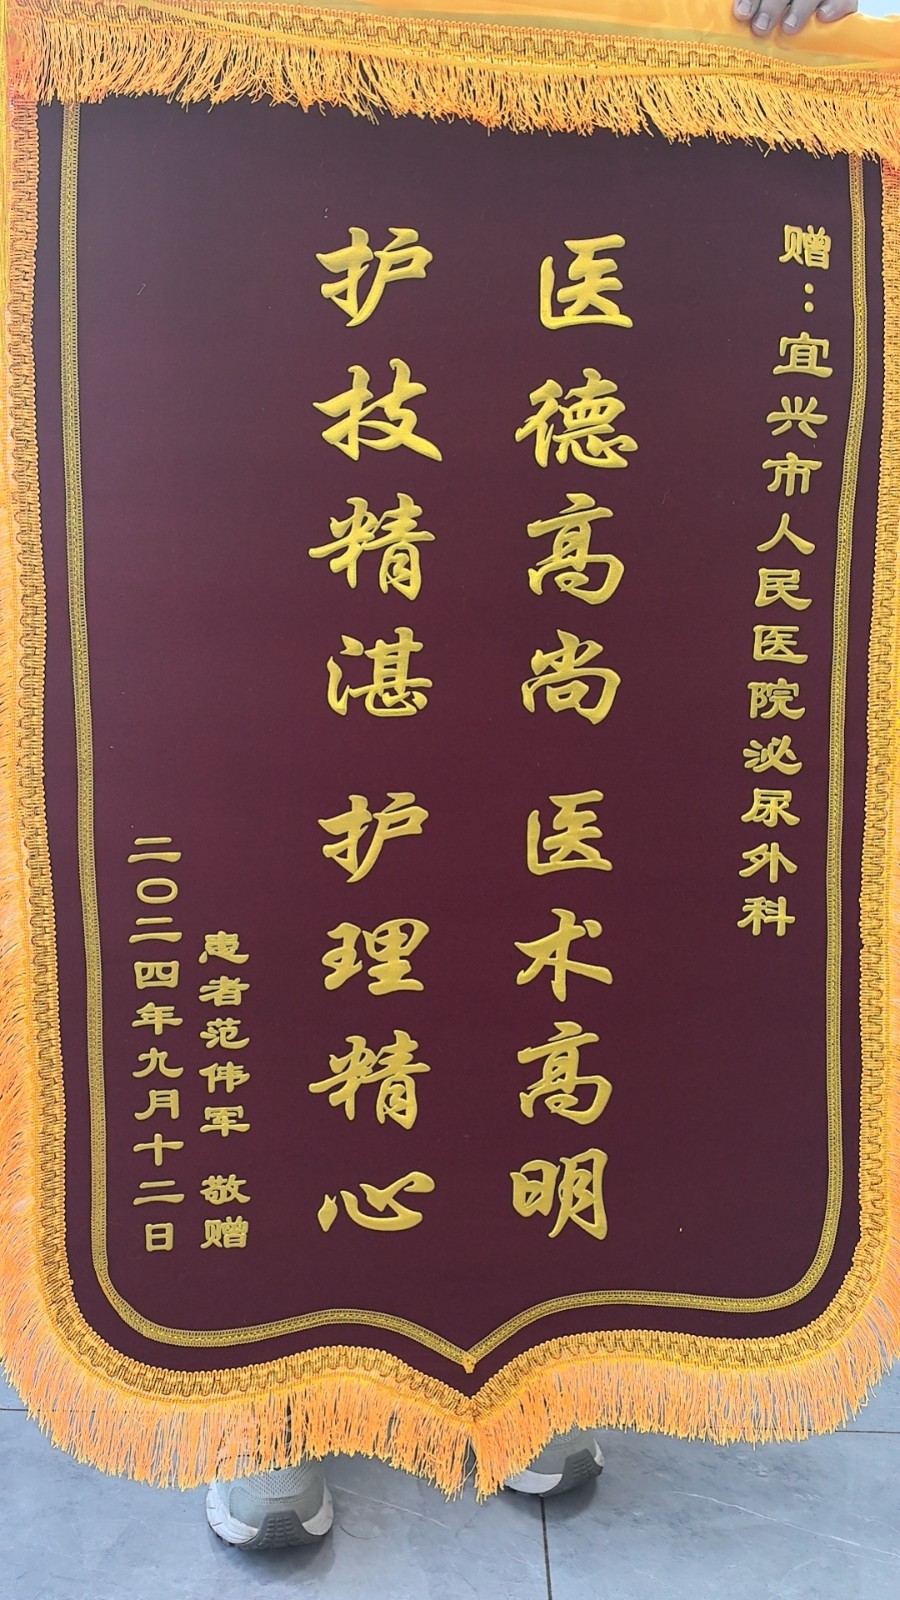 赠：宜兴市人民医院泌尿外科
医德高尚 医术高明
护技精湛 护理精心
患者范伟军 敬赠
二〇二四年九月十二日